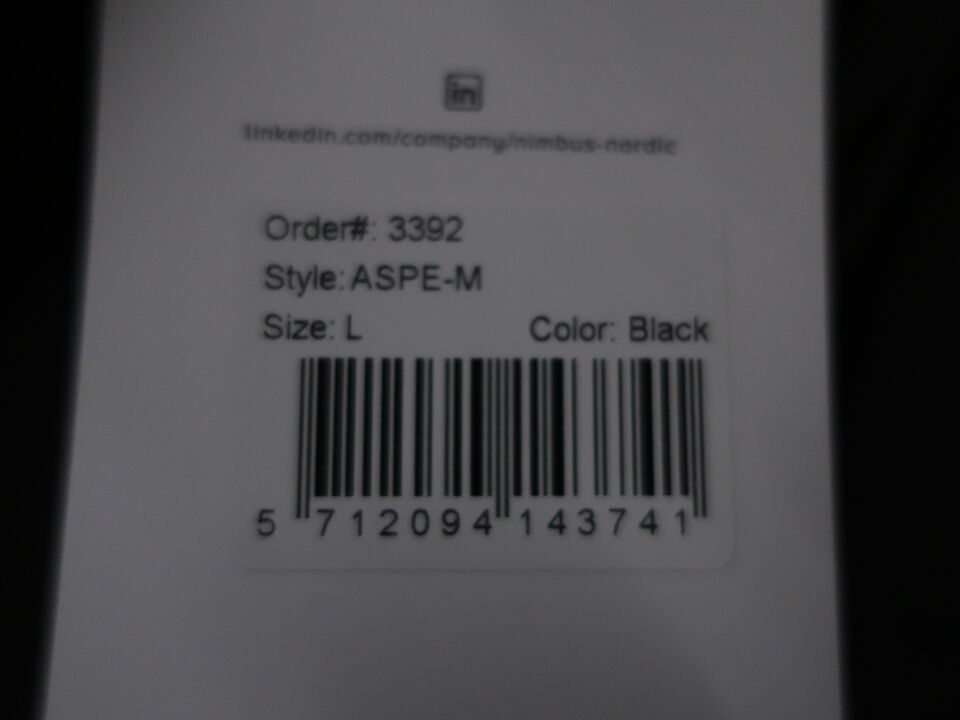 in
linkedin.com/company/nimbus-nordic
Order#: 3392
Style: ASPE-M
Size: L Color: Black
5 712094 143741